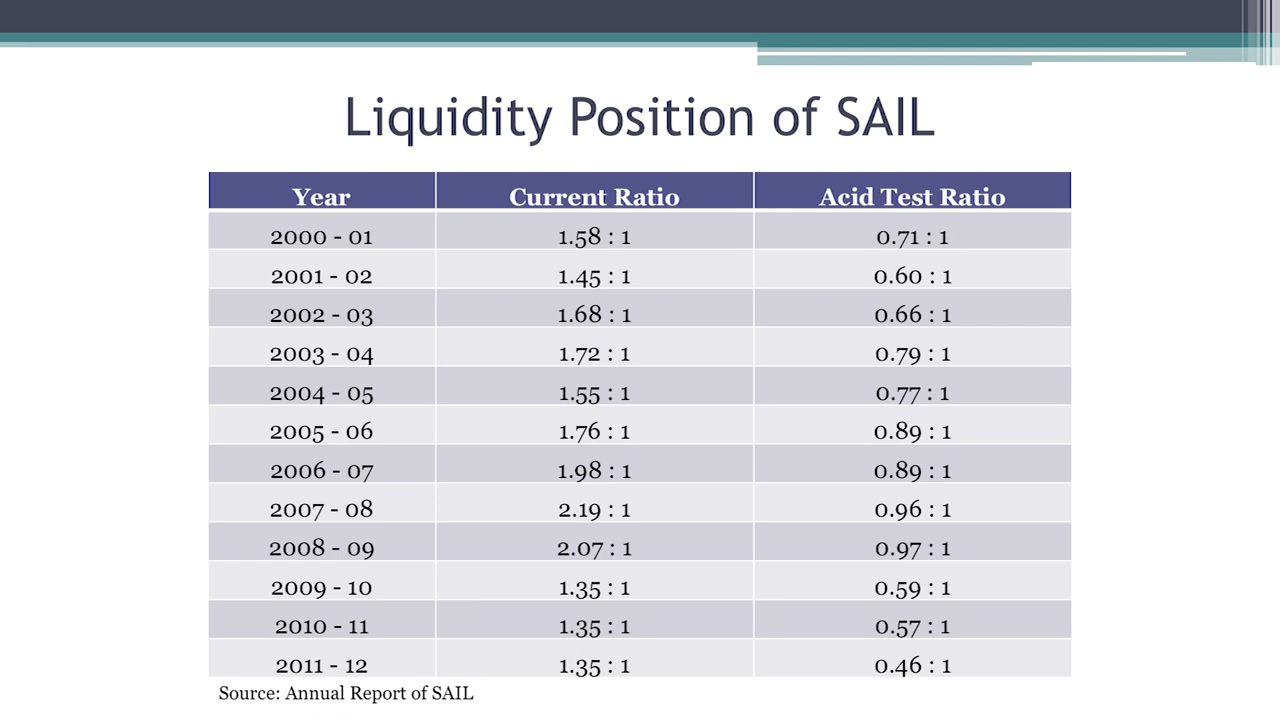 Liquidity Position of SAIL
Year Current Ratio Acid Test Ratio
2000 - 01 1.58 : 1 0.71 : 1
2001 - 02 1.45 : 1 0.60 : 1
2002 - 03 1.68 : 1 0.66 : 1
2003 - 04 1.72 : 1 0.79 : 1
2004 - 05 1.55 : 1 0.77 : 1
2005 - 06 1.76 : 1 0.89 : 1
2006 - 07 1.98 : 1 0.89 : 1
2007 - 08 2.19 : 1 0.96 : 1
2008 - 09 2.07 : 1 0.97 : 1
2009 - 10 1.35 : 1 0.59 : 1
2010 - 11 1.35 : 1 0.57 : 1
2011 - 12 1.35 : 1 0.46 : 1
Source: Annual Report of SAIL